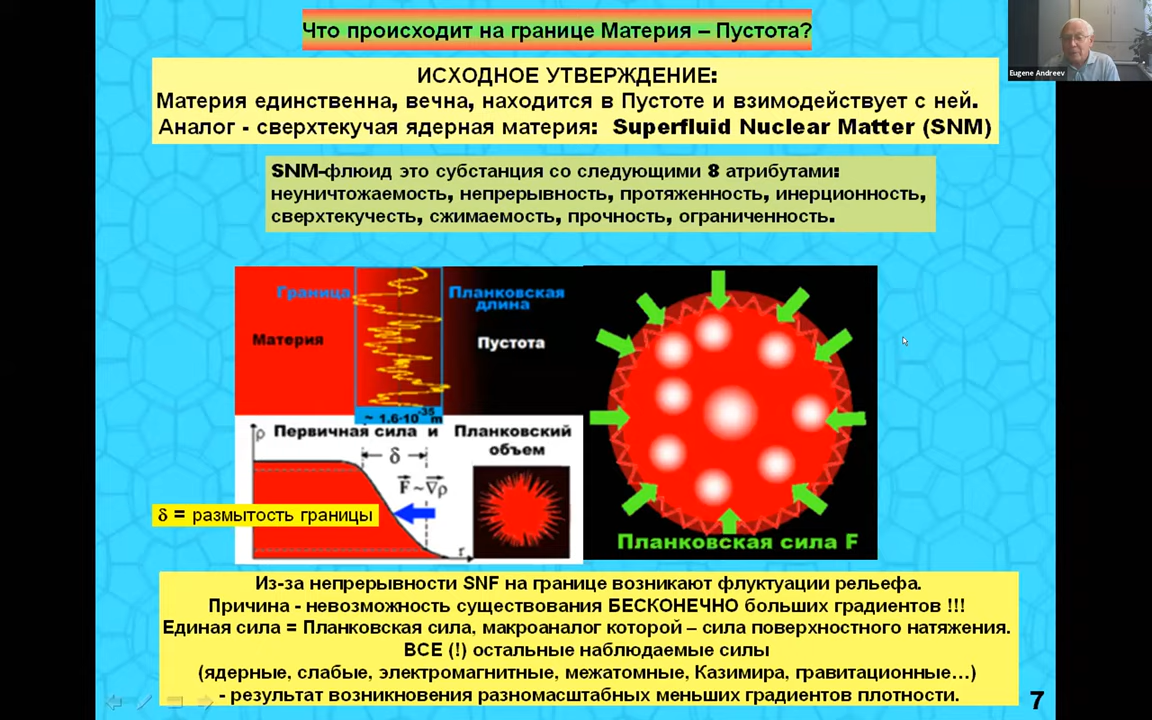 Что происходит на границе Материя – Пустота?
Eugene Andreev
ИСХОДНОЕ УТВЕРЖДЕНИЕ:
Материя единственна, вечна, находится в Пустоте и взимодействует с ней.
Аналог - сверхтекучая ядерная материя: Superfluid Nuclear Matter (SNM)
SNM-флюид это субстанция со следующими 8 атрибутами:
неуничтожаемость, непрерывность, протяженность, инерционность,
сверхтекучесть, сжимаемость, прочность, ограниченность.
Граница
Планковская
длина
Материя
Пустота
~ 1.6·10⁻³⁵ m
ρ
Первичная сила и
Планковский
объем
δ
F⃗ ~ ∇⃗ρ
r
δ = размытость границы
Планковская сила F
Из-за непрерывности SNF на границе возникают флуктуации рельефа.
Причина - невозможность существования БЕСКОНЕЧНО больших градиентов !!!
Единая сила = Планковская сила, макроаналог которой – сила поверхностного натяжения.
ВСЕ (!) остальные наблюдаемые силы
(ядерные, слабые, электромагнитные, межатомные, Казимира, гравитационные…)
- результат возникновения разномасштабных меньших градиентов плотности.
7